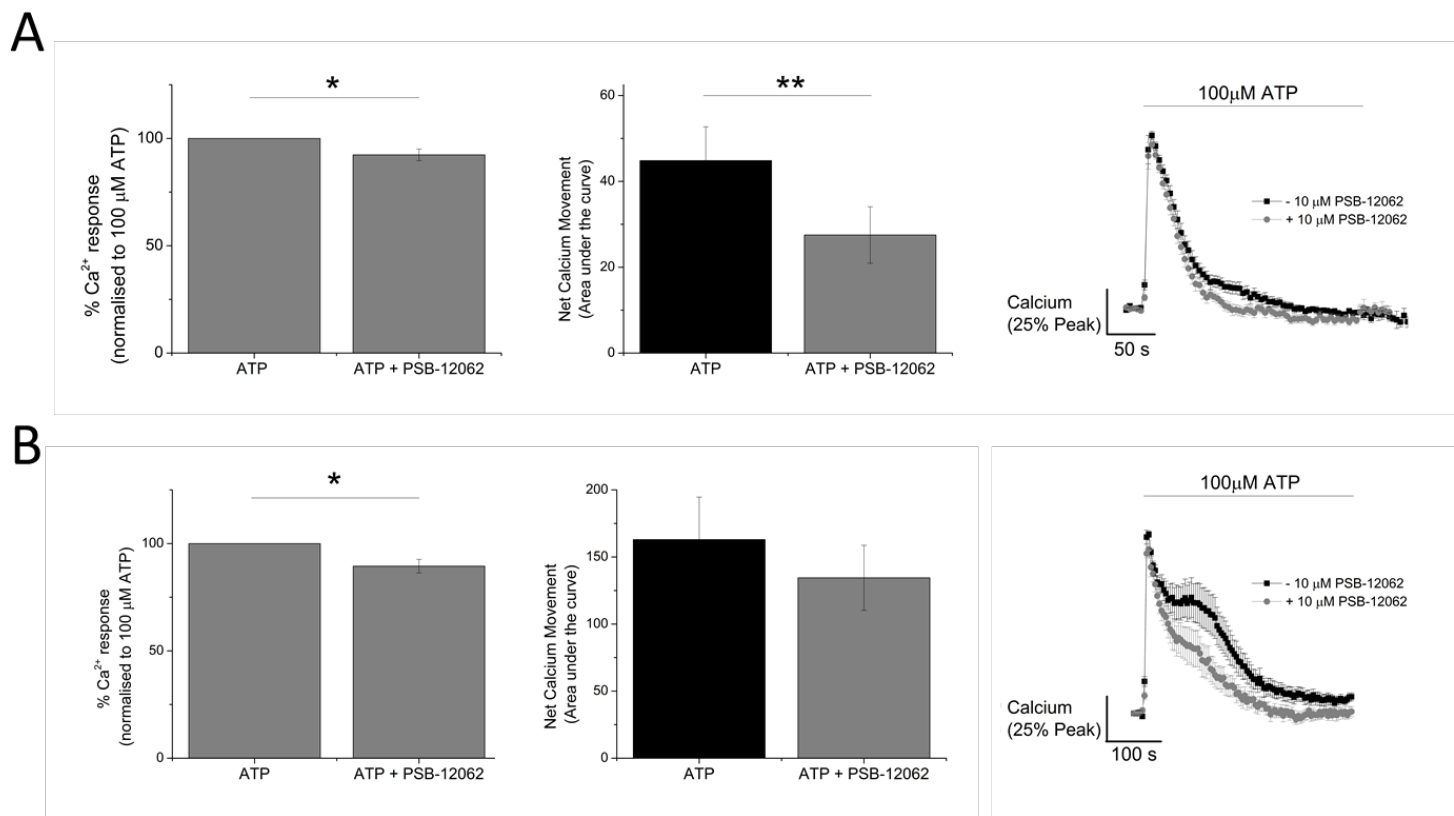 A
*
% Ca²⁺ response
(normalised to 100 μM ATP)
100
50
0
ATP
ATP + PSB-12062
**
Net Calcium Movement
(Area under the curve)
60
40
20
0
ATP
ATP + PSB-12062
100μM ATP
- 10 μM PSB-12062
+ 10 μM PSB-12062
Calcium
(25% Peak)
50 s
B
*
% Ca²⁺ response
(normalised to 100 μM ATP)
100
50
0
ATP
ATP + PSB-12062
Net Calcium Movement
(Area under the curve)
200
150
100
50
0
ATP
ATP + PSB-12062
100μM ATP
- 10 μM PSB-12062
+ 10 μM PSB-12062
Calcium
(25% Peak)
100 s